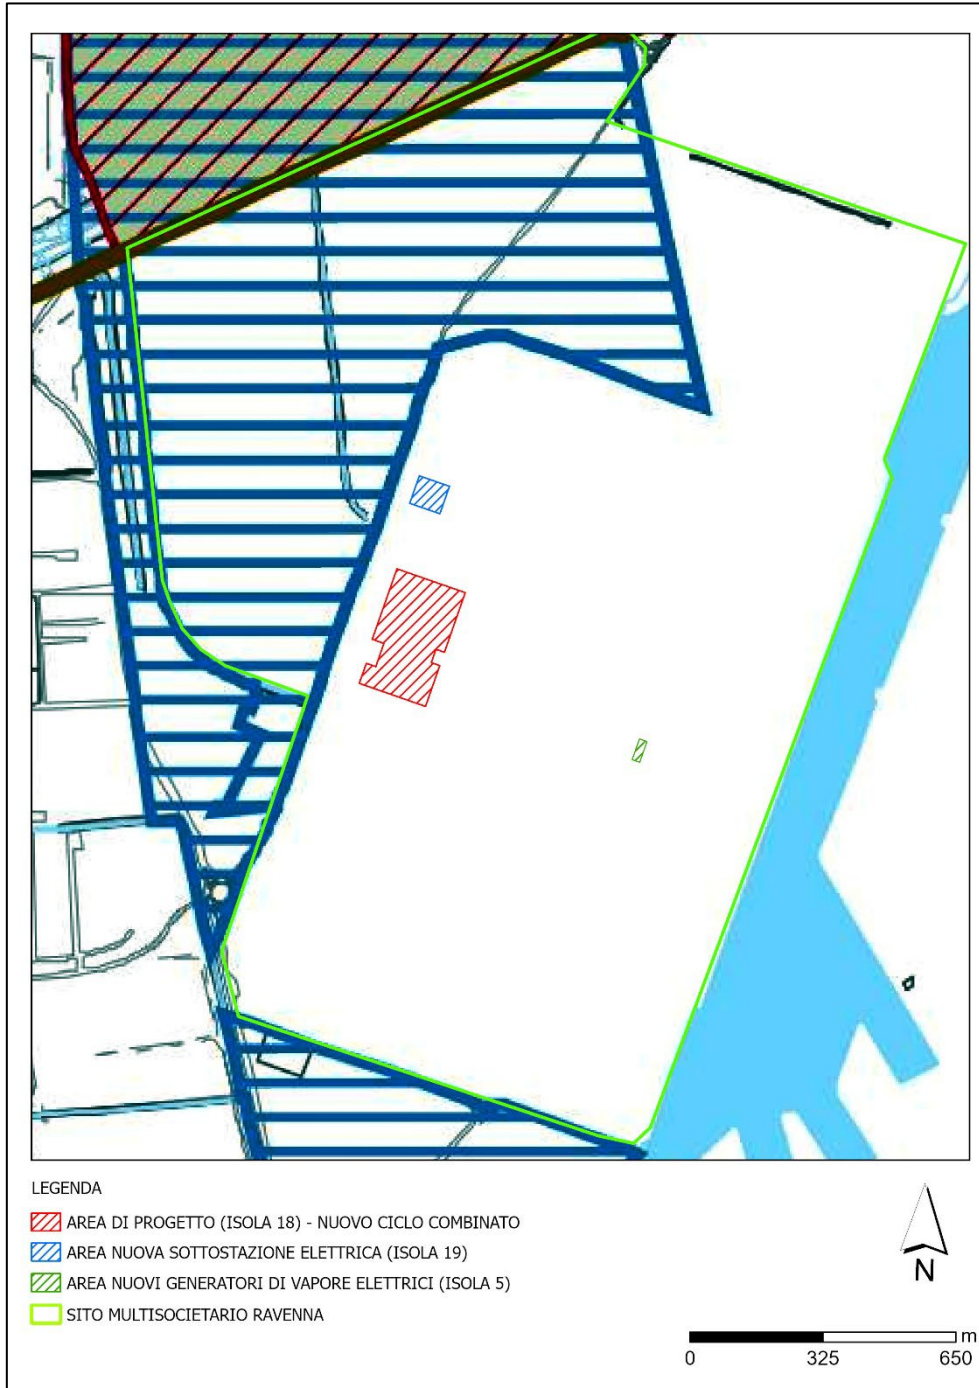 LEGENDA
AREA DI PROGETTO (ISOLA 18) - NUOVO CICLO COMBINATO
AREA NUOVA SOTTOSTAZIONE ELETTRICA (ISOLA 19)
AREA NUOVI GENERATORI DI VAPORE ELETTRICI (ISOLA 5)
SITO MULTISOCIETARIO RAVENNA
N
m
0 325 650